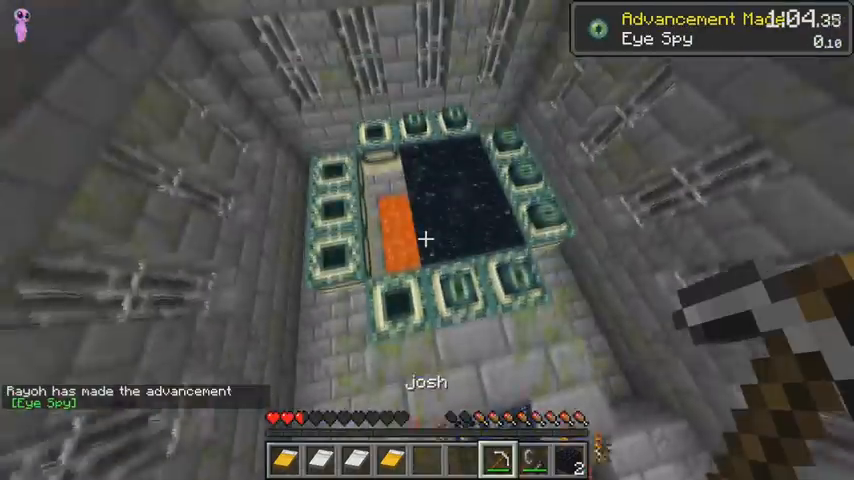 Advancement Made!
1:04.35
Eye Spy
0.10
Rayoh has made the advancement
[Eye Spy]
josh
2